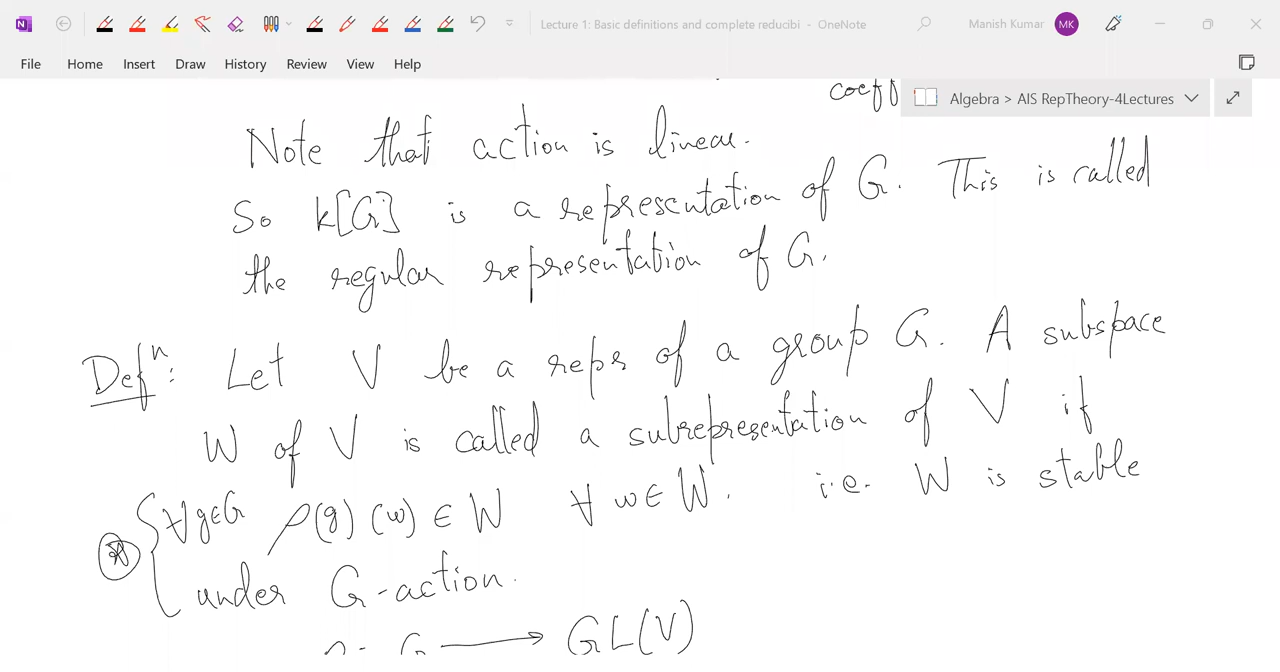 Lecture 1: Basic definitions and complete reducibi - OneNote
Manish Kumar MK
File Home Insert Draw History Review View Help
Algebra > AIS RepTheory-4Lectures
coeff
Note that action is linear.
So k[G] is a representation of G. This is called
the regular representation of G.
Defⁿ: Let V be a repr of a group G. A subspace
W of V is called a subrepresentation of V if
∀g∈G ρ(g)(w) ∈ W ∀ w∈W. i.e. W is stable
under G-action.
ρ: G ⟶ GL(V)